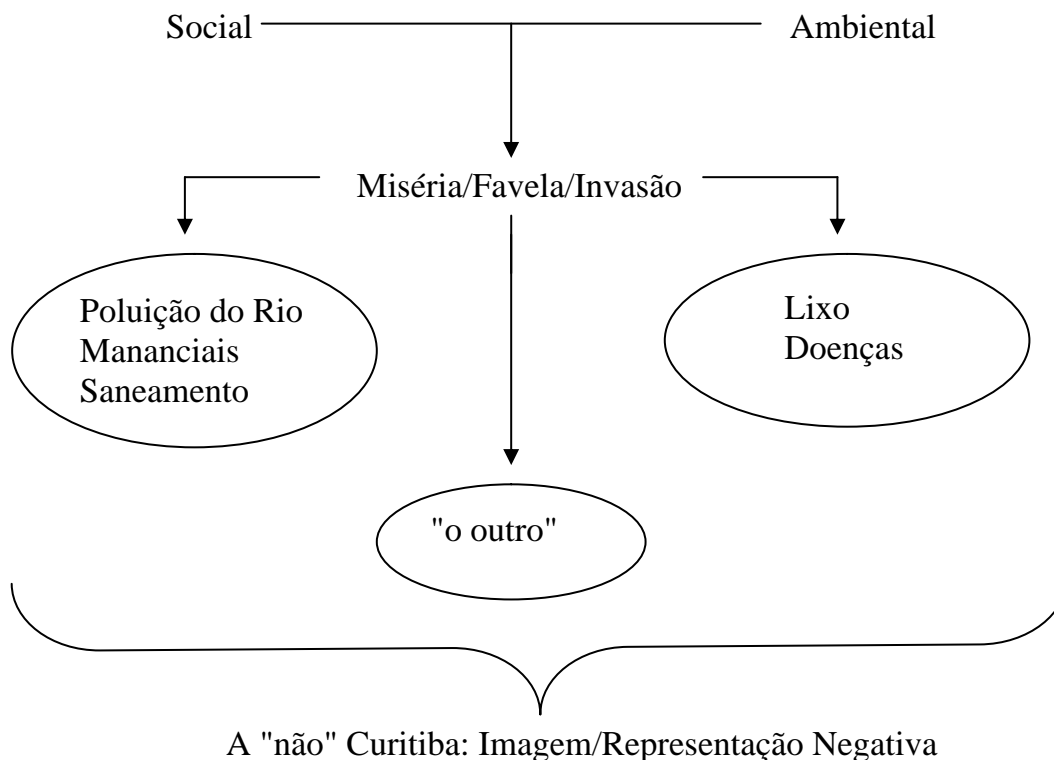 Social
Ambiental
Miséria/Favela/Invasão
Poluição do Rio
Mananciais
Saneamento
Lixo
Doenças
"o outro"
A "não" Curitiba: Imagem/Representação Negativa